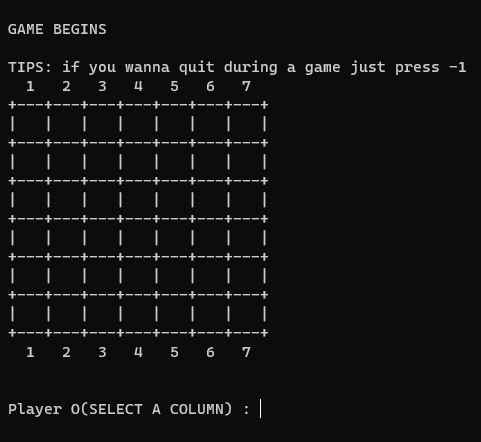 GAME BEGINS
TIPS: if you wanna quit during a game just press -1
1 2 3 4 5 6 7
+---+---+---+---+---+---+---+
|   |   |   |   |   |   |   |
+---+---+---+---+---+---+---+
|   |   |   |   |   |   |   |
+---+---+---+---+---+---+---+
|   |   |   |   |   |   |   |
+---+---+---+---+---+---+---+
|   |   |   |   |   |   |   |
+---+---+---+---+---+---+---+
|   |   |   |   |   |   |   |
+---+---+---+---+---+---+---+
|   |   |   |   |   |   |   |
+---+---+---+---+---+---+---+
1 2 3 4 5 6 7
Player O(SELECT A COLUMN) :